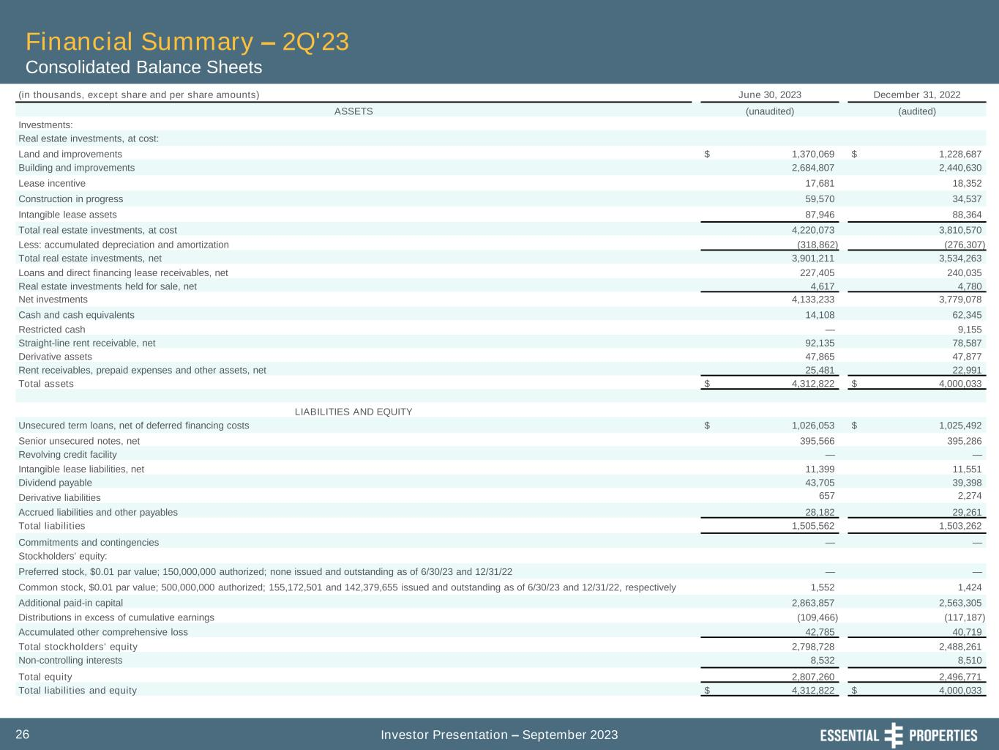 Financial Summary – 2Q'23
Consolidated Balance Sheets
(in thousands, except share and per share amounts) June 30, 2023 December 31, 2022
ASSETS (unaudited) (audited)
Investments:
Real estate investments, at cost:
Land and improvements $ 1,370,069 $ 1,228,687
Building and improvements 2,684,807 2,440,630
Lease incentive 17,681 18,352
Construction in progress 59,570 34,537
Intangible lease assets 87,946 88,364
Total real estate investments, at cost 4,220,073 3,810,570
Less: accumulated depreciation and amortization (318,862) (276,307)
Total real estate investments, net 3,901,211 3,534,263
Loans and direct financing lease receivables, net 227,405 240,035
Real estate investments held for sale, net 4,617 4,780
Net investments 4,133,233 3,779,078
Cash and cash equivalents 14,108 62,345
Restricted cash — 9,155
Straight-line rent receivable, net 92,135 78,587
Derivative assets 47,865 47,877
Rent receivables, prepaid expenses and other assets, net 25,481 22,991
Total assets $ 4,312,822 $ 4,000,033
LIABILITIES AND EQUITY
Unsecured term loans, net of deferred financing costs $ 1,026,053 $ 1,025,492
Senior unsecured notes, net 395,566 395,286
Revolving credit facility — —
Intangible lease liabilities, net 11,399 11,551
Dividend payable 43,705 39,398
Derivative liabilities 657 2,274
Accrued liabilities and other payables 28,182 29,261
Total liabilities 1,505,562 1,503,262
Commitments and contingencies — —
Stockholders' equity:
Preferred stock, $0.01 par value; 150,000,000 authorized; none issued and outstanding as of 6/30/23 and 12/31/22 — —
Common stock, $0.01 par value; 500,000,000 authorized; 155,172,501 and 142,379,655 issued and outstanding as of 6/30/23 and 12/31/22, respectively 1,552 1,424
Additional paid-in capital 2,863,857 2,563,305
Distributions in excess of cumulative earnings (109,466) (117,187)
Accumulated other comprehensive loss 42,785 40,719
Total stockholders' equity 2,798,728 2,488,261
Non-controlling interests 8,532 8,510
Total equity 2,807,260 2,496,771
Total liabilities and equity $ 4,312,822 $ 4,000,033
26 Investor Presentation – September 2023 ESSENTIAL PROPERTIES